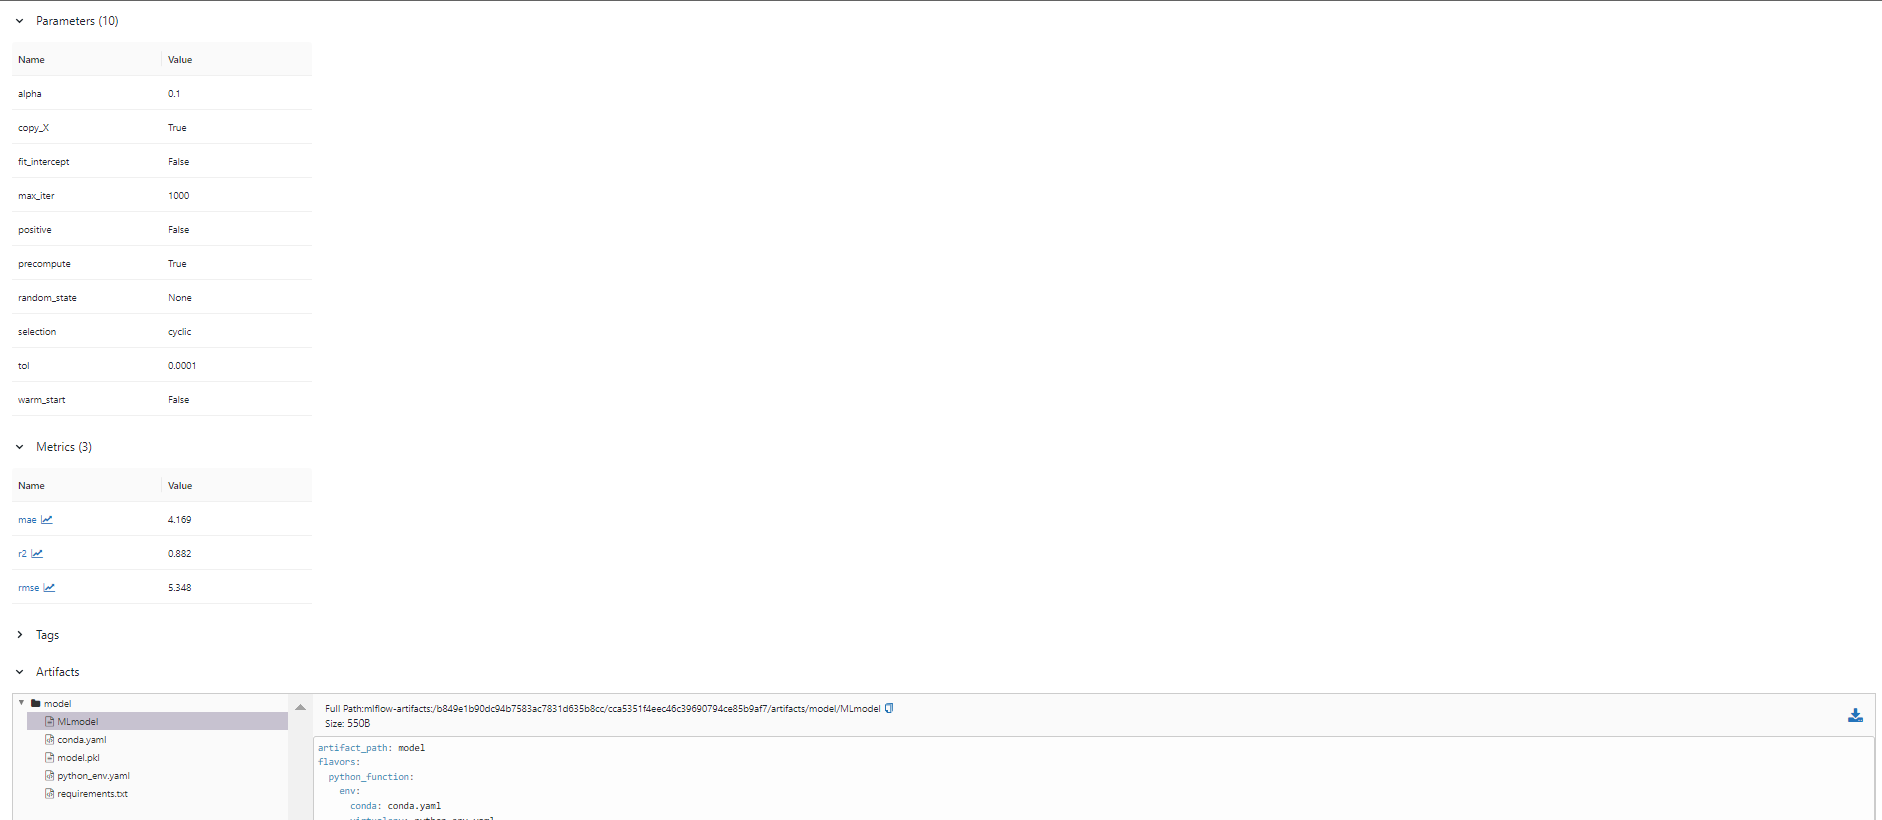 Parameters (10)
Name Value
alpha 0.1
copy_X True
fit_intercept False
max_iter 1000
positive False
precompute True
random_state None
selection cyclic
tol 0.0001
warm_start False
Metrics (3)
Name Value
mae 4.169
r2 0.882
rmse 5.348
Tags
Artifacts
model
MLmodel
conda.yaml
model.pkl
python_env.yaml
requirements.txt
Full Path:mlflow-artifacts:/b849e1b90dc94b7583ac7831d635b8cc/cca5351f4eec46c39690794ce85b9af7/artifacts/model/MLmodel
Size: 550B
artifact_path: model
flavors:
python_function:
env:
conda: conda.yaml
virtualenv: python_env.yaml